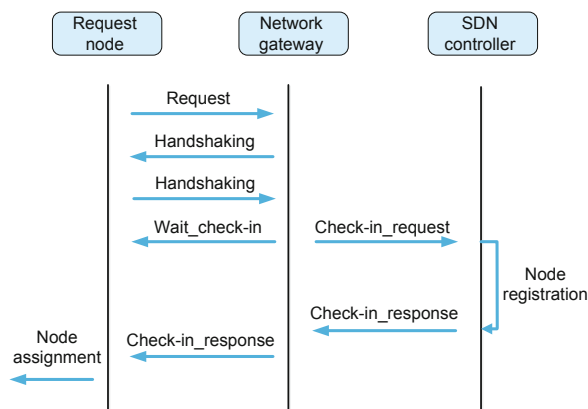 Request
node
Network
gateway
SDN
controller
Request
Handshaking
Handshaking
Wait_check-in
Check-in_request
Node
registration
Check-in_response
Check-in_response
Node
assignment